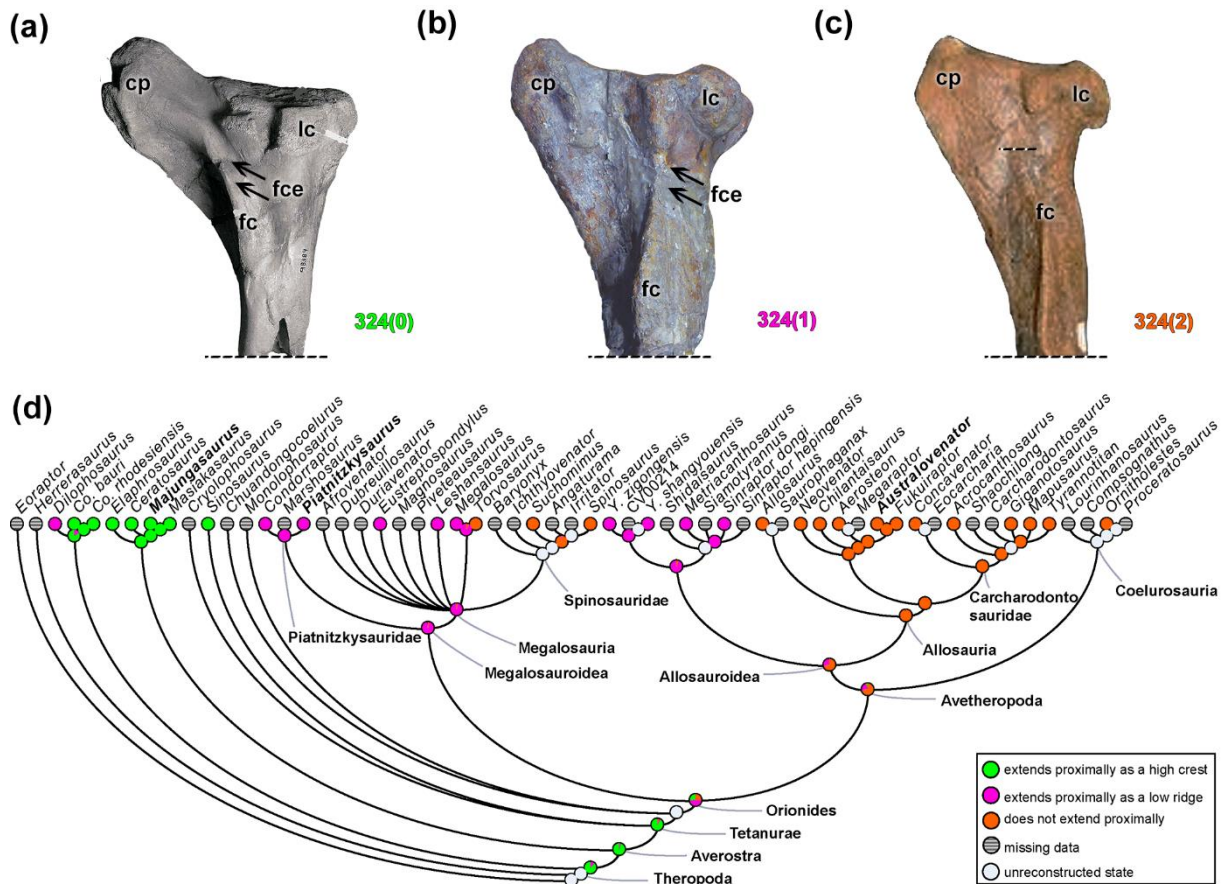 (a)
cp
lc
fce
fc
324(0)
(b)
cp
lc
fce
fc
324(1)
(c)
cp
lc
fc
324(2)
(d)
Eoraptor
Herrerasaurus
Dilophosaurus
Co. bauri
Co. rhodesiensis
Elaphrosaurus
Ceratosaurus
Majungasaurus
Masiakasaurus
Cryolophosaurus
Sinosaurus
Chuandongocoelurus
Monolophosaurus
Condorraptor
Marshosaurus
Piatnitzkysaurus
Afrovenator
Dubreuillosaurus
Duriavenator
Eustreptospondylus
Magnosaurus
Piveteausaurus
Leshansaurus
Megalosaurus
Torvosaurus
Baryonyx
Ichthyovenator
Suchomimus
Angaturama
Irritator
Spinosaurus
Y. zigongensis
CV00214
Y. shangyouensis
Shidaisaurus
Metriacanthosaurus
Siamotyrannus
Sinraptor dongi
Sinraptor hepingensis
Allosaurus
Saurophaganax
Neovenator
Chilantaisaurus
Aerosteon
Megaraptor
Australovenator
Fukuiraptor
Concavenator
Eocarcharia
Acrocanthosaurus
Shaochilong
Carcharodontosaurus
Giganotosaurus
Mapusaurus
Tyrannotitan
Lourinhanosaurus
Compsognathus
Ornitholestes
Proceratosaurus
Spinosauridae
Piatnitzkysauridae
Megalosauria
Megalosauroidea
Carcharodonto
sauridae
Coelurosauria
Allosauria
Allosauroidea
Avetheropoda
Orionides
Tetanurae
Averostra
Theropoda
extends proximally as a high crest
extends proximally as a low ridge
does not extend proximally
missing data
unreconstructed state